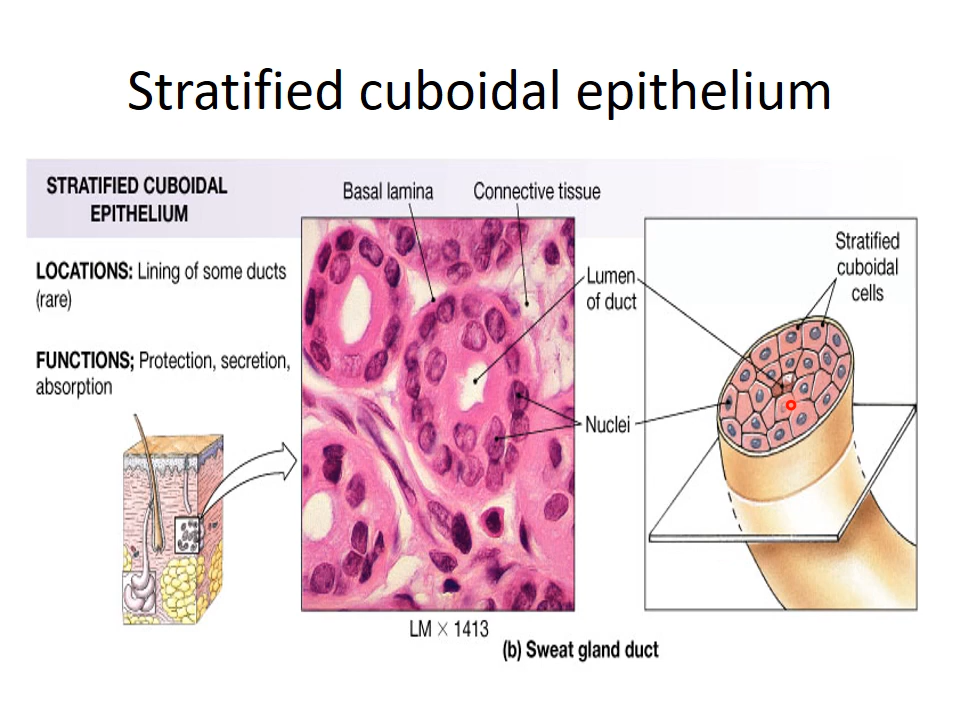 Stratified cuboidal epithelium
STRATIFIED CUBOIDAL
EPITHELIUM
LOCATIONS: Lining of some ducts
(rare)
FUNCTIONS; Protection, secretion,
absorption
Basal lamina
Connective tissue
Lumen
of duct
Nuclei
Stratified
cuboidal
cells
LM × 1413
(b) Sweat gland duct